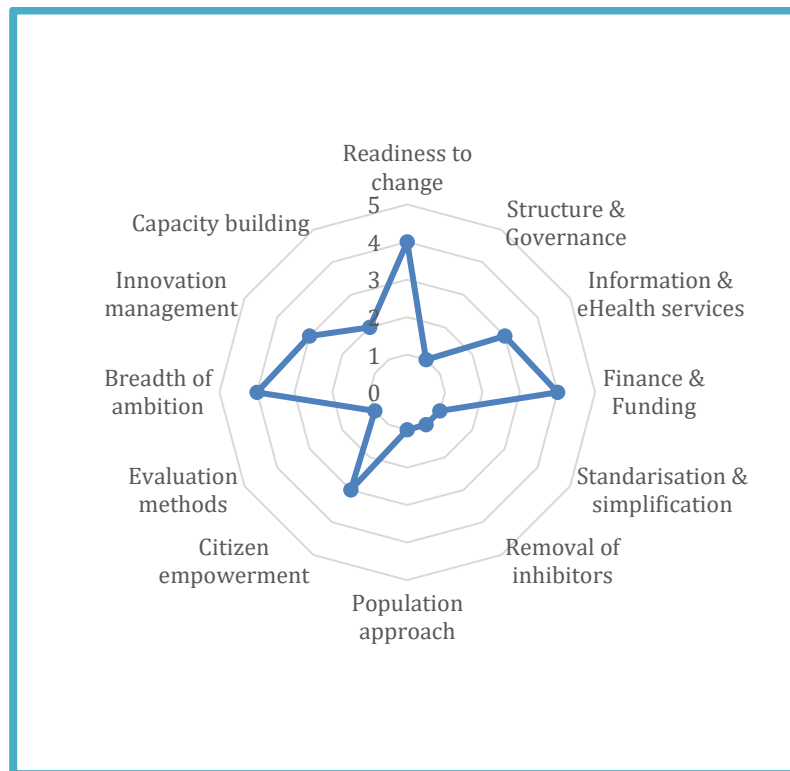 Readiness to
change
Structure &
Governance
Information &
eHealth services
Finance &
Funding
Standarisation &
simplification
Removal of
inhibitors
Population
approach
Citizen
empowerment
Evaluation
methods
Breadth of
ambition
Innovation
management
Capacity building
5
4
3
2
1
0